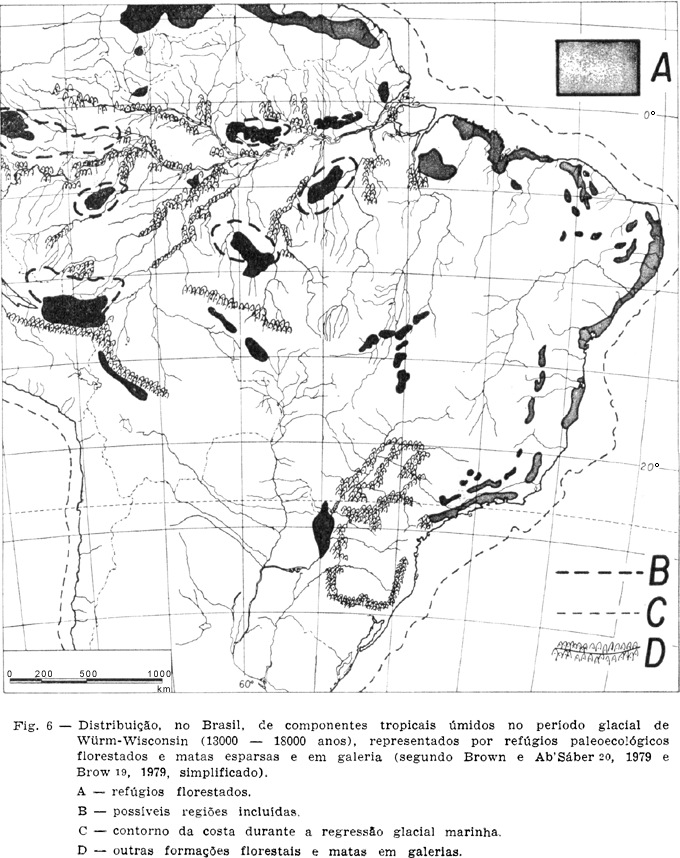 A
0°
20°
B
C
D
0 200 500 1000
km
60°
Fig. 6 — Distribuição, no Brasil, de componentes tropicais úmidos no período glacial de
Würm-Wisconsin (13000 — 18000 anos), representados por refúgios paleoecológicos
florestados e matas esparsas e em galeria (segundo Brown e Ab'Sáber 20, 1979 e
Brow 19, 1979, simplificado).
A — refúgios florestados.
B — possíveis regiões incluídas.
C — contorno da costa durante a regressão glacial marinha.
D — outras formações florestais e matas em galerias.